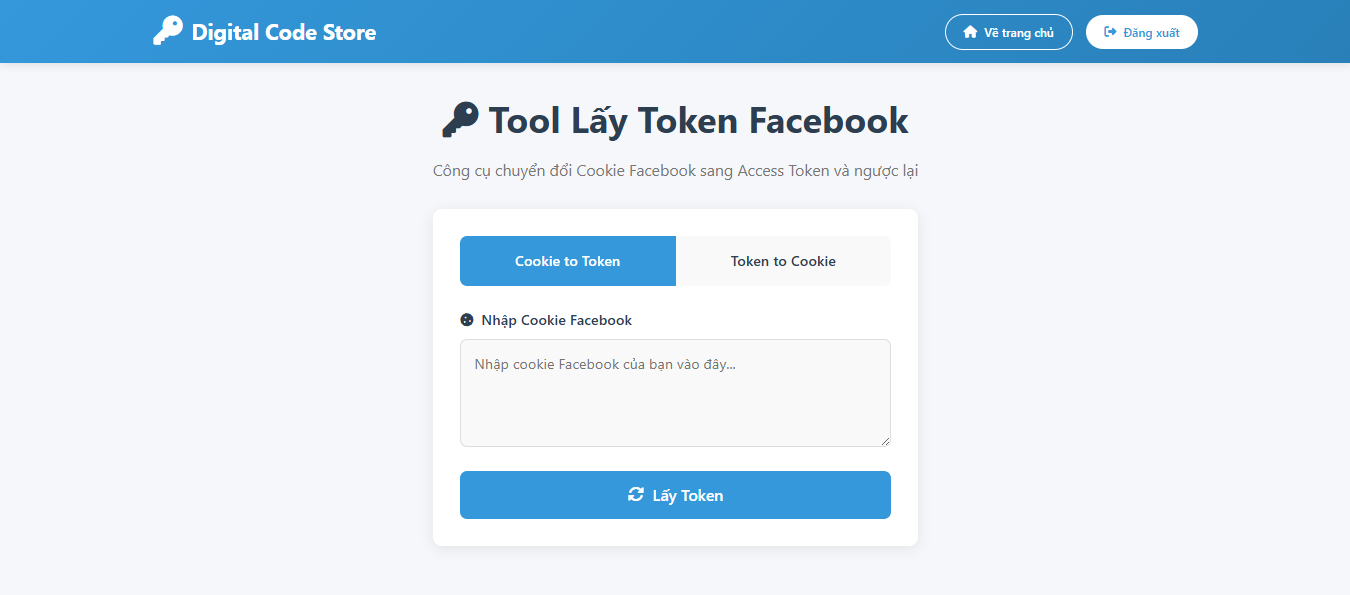 Digital Code Store
Về trang chủ
Đăng xuất
Tool Lấy Token Facebook
Công cụ chuyển đổi Cookie Facebook sang Access Token và ngược lại
Cookie to Token
Token to Cookie
Nhập Cookie Facebook
Nhập cookie Facebook của bạn vào đây...
Lấy Token